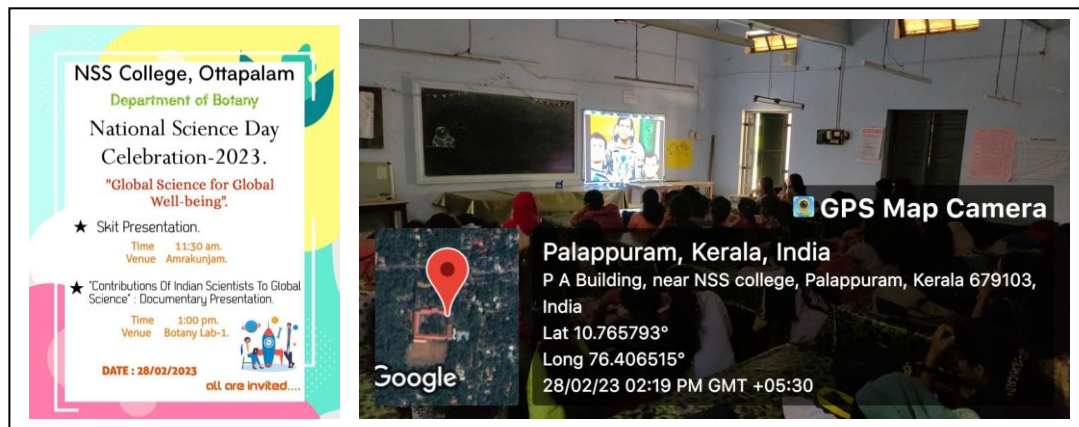 NSS College, Ottapalam
Department of Botany
National Science Day
Celebration-2023.
"Global Science for Global
Well-being".
★ Skit Presentation.
Time 11:30 am.
Venue Amrakunjam.
★ "Contributions Of Indian Scientists To Global
Science" : Documentary Presentation.
Time 1:00 pm.
Venue Botany Lab-1.
DATE : 28/02/2023
all are invited....
GPS Map Camera
Palappuram, Kerala, India
P A Building, near NSS college, Palappuram, Kerala 679103,
India
Lat 10.765793°
Long 76.406515°
28/02/23 02:19 PM GMT +05:30
Google